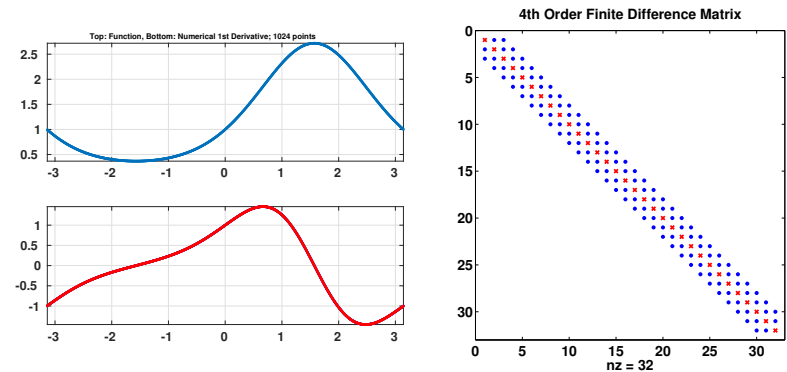 Top: Function, Bottom: Numerical 1st Derivative; 1024 points
2.5
2
1.5
1
0.5
-3 -2 -1 0 1 2 3
1
0.5
0
-0.5
-1
-3 -2 -1 0 1 2 3
4th Order Finite Difference Matrix
0
5
10
15
20
25
30
0 5 10 15 20 25 30
nz = 32